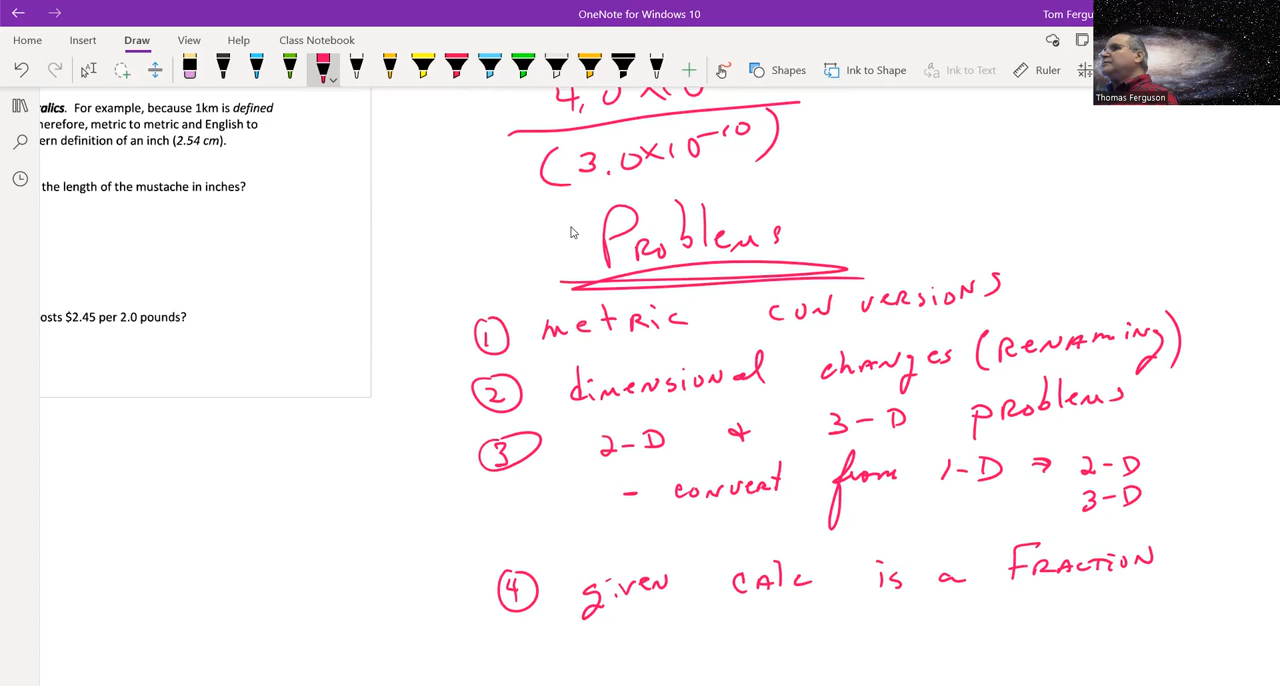 OneNote for Windows 10
Tom Fergu
Home Insert Draw View Help Class Notebook
Shapes Ink to Shape Ink to Text Ruler
Thomas Ferguson
alics. For example, because 1km is defined
herefore, metric to metric and English to
ern definition of an inch (2.54 cm).
the length of the mustache in inches?
osts $2.45 per 2.0 pounds?
(3.0×10⁻¹⁰)
Problems
① metric conversions
② dimensional changes (renaming)
③ 2-D + 3-D problems
- convert from 1-D → 2-D
3-D
④ given calc is a Fraction